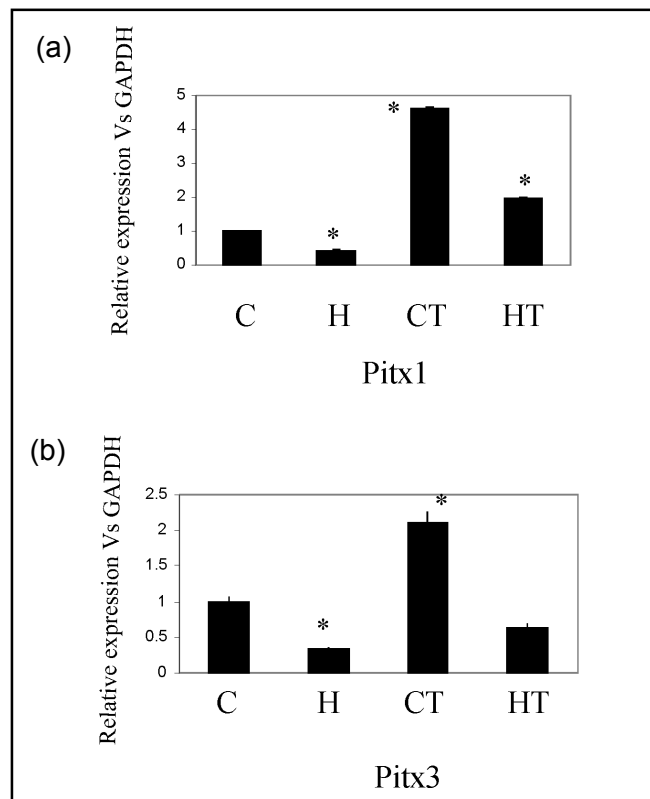 (a)
Relative expression Vs GAPDH
5
4
3
2
1
0
*
*
*
C H CT HT
Pitx1
(b)
Relative expression Vs GAPDH
2.5
2
1.5
1
0.5
0
*
*
C H CT HT
Pitx3